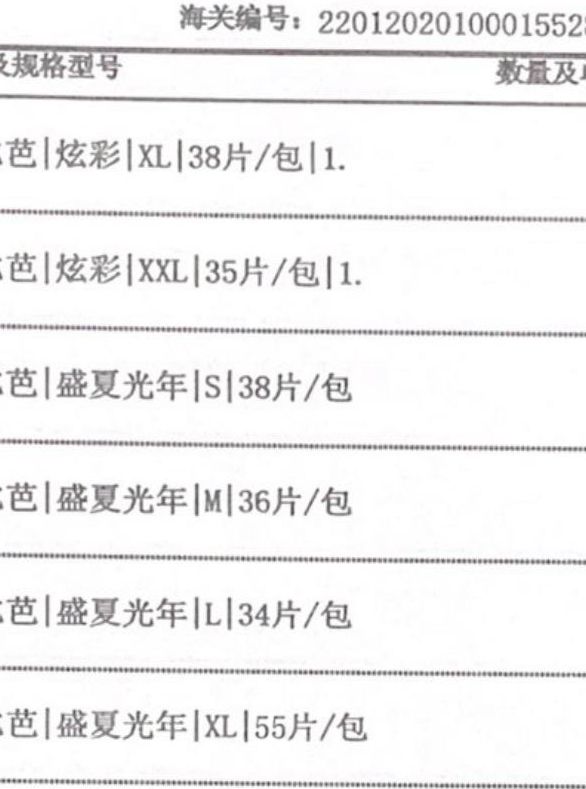 海关编号：22012020100015528
及规格型号 数量及单
芭|炫彩|XL|38片/包|1.
芭|炫彩|XXL|35片/包|1.
芭|盛夏光年|S|38片/包
芭|盛夏光年|M|36片/包
芭|盛夏光年|L|34片/包
芭|盛夏光年|XL|55片/包